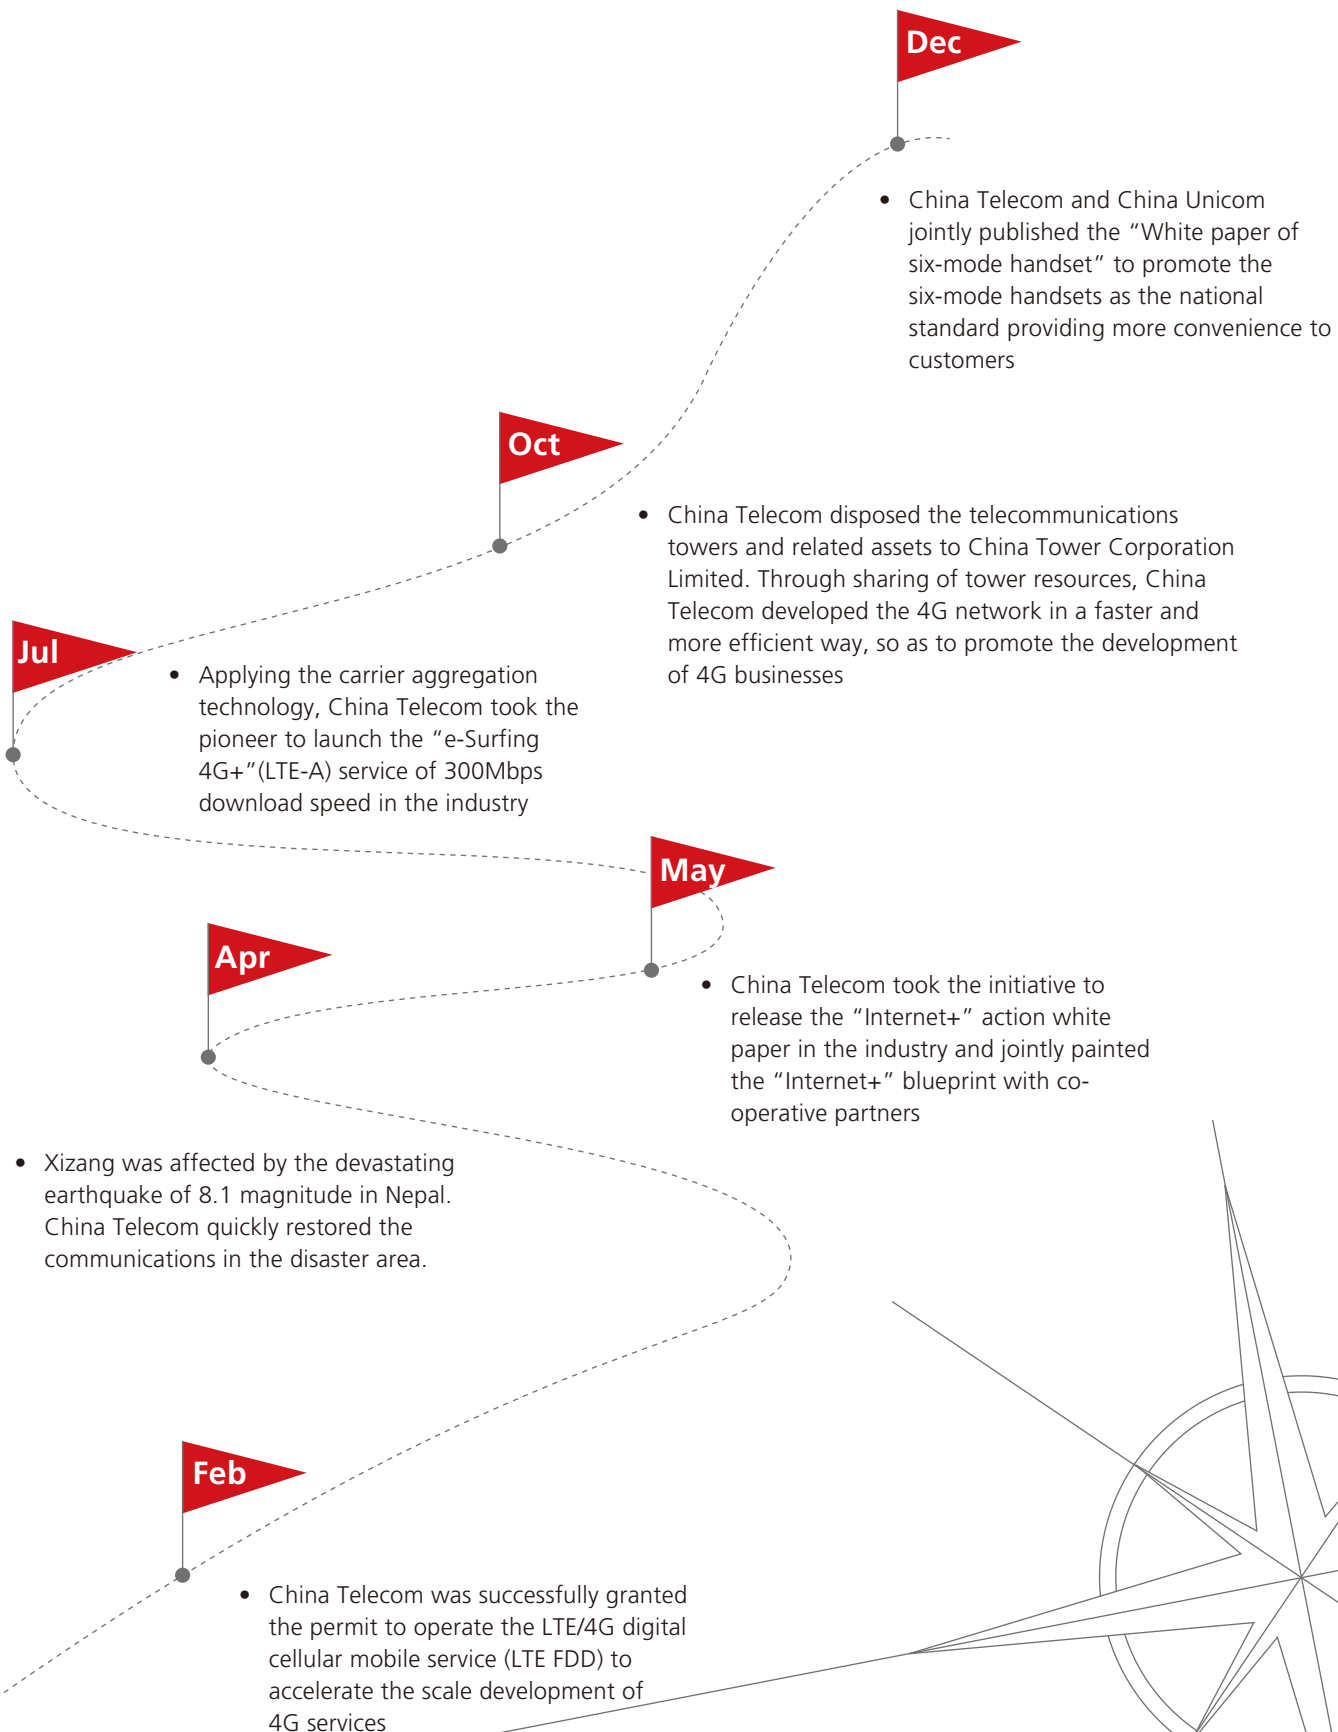 Dec
• China Telecom and China Unicom
jointly published the “White paper of
six-mode handset” to promote the
six-mode handsets as the national
standard providing more convenience to
customers
Oct
• China Telecom disposed the telecommunications
towers and related assets to China Tower Corporation
Limited. Through sharing of tower resources, China
Telecom developed the 4G network in a faster and
more efficient way, so as to promote the development
of 4G businesses
Jul
• Applying the carrier aggregation
technology, China Telecom took the
pioneer to launch the “e-Surfing
4G+”(LTE-A) service of 300Mbps
download speed in the industry
May
• China Telecom took the initiative to
release the “Internet+” action white
paper in the industry and jointly painted
the “Internet+” blueprint with co-
operative partners
Apr
• Xizang was affected by the devastating
earthquake of 8.1 magnitude in Nepal.
China Telecom quickly restored the
communications in the disaster area.
Feb
• China Telecom was successfully granted
the permit to operate the LTE/4G digital
cellular mobile service (LTE FDD) to
accelerate the scale development of
4G services